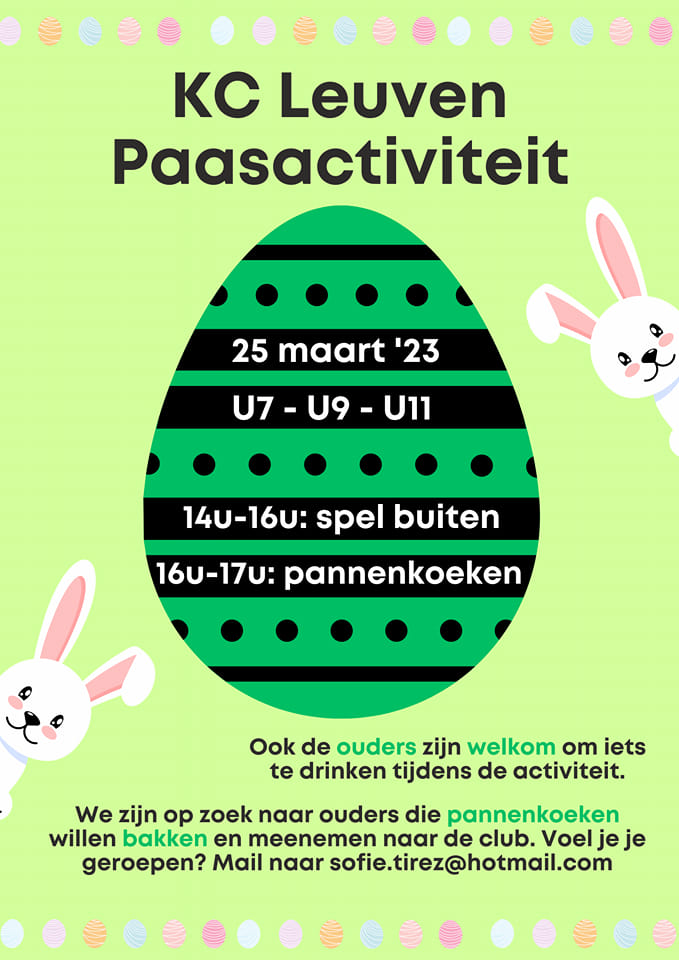 KC Leuven
Paasactiviteit
25 maart '23
U7 - U9 - U11
14u-16u: spel buiten
16u-17u: pannenkoeken
Ook de ouders zijn welkom om iets
te drinken tijdens de activiteit.
We zijn op zoek naar ouders die pannenkoeken
willen bakken en meenemen naar de club. Voel je je
geroepen? Mail naar sofie.tirez@hotmail.com